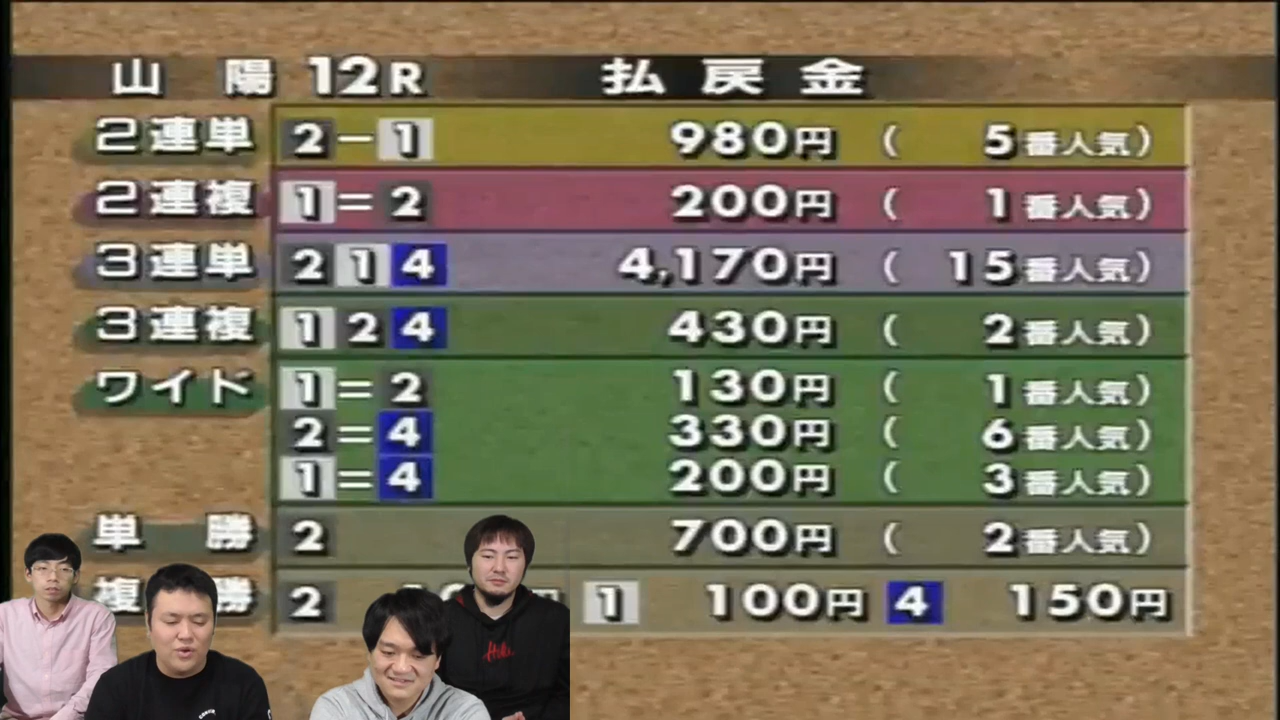 山陽 12R 払戻金
2連単 2-1 980円 ( 5番人気)
2連複 1=2 200円 ( 1番人気)
3連単 2 1 4 4,170円 ( 15番人気)
3連複 1 2 4 430円 ( 2番人気)
ワイド 1=2 130円 ( 1番人気)
2=4 330円 ( 6番人気)
1=4 200円 ( 3番人気)
単勝 2 700円 ( 2番人気)
複勝 2 円 1 100円 4 150円